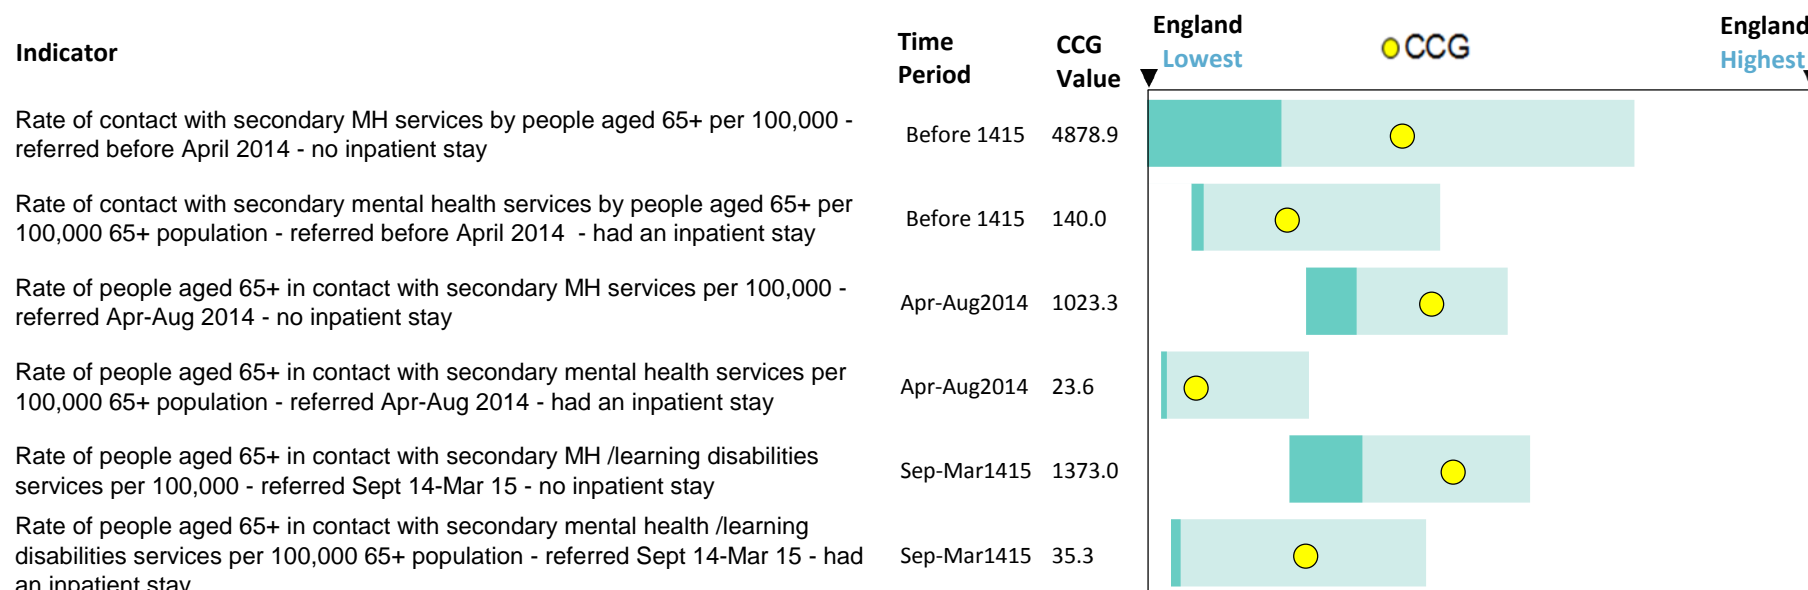 Indicator
Time Period
CCG Value
England Lowest
CCG
England Highest
Rate of contact with secondary MH services by people aged 65+ per 100,000 -
referred before April 2014 - no inpatient stay
Before 1415 4878.9
Rate of contact with secondary mental health services by people aged 65+ per
100,000 65+ population - referred before April 2014 - had an inpatient stay
Before 1415 140.0
Rate of people aged 65+ in contact with secondary MH services per 100,000 -
referred Apr-Aug 2014 - no inpatient stay
Apr-Aug2014 1023.3
Rate of people aged 65+ in contact with secondary mental health services per
100,000 65+ population - referred Apr-Aug 2014 - had an inpatient stay
Apr-Aug2014 23.6
Rate of people aged 65+ in contact with secondary MH /learning disabilities
services per 100,000 - referred Sept 14-Mar 15 - no inpatient stay
Sep-Mar1415 1373.0
Rate of people aged 65+ in contact with secondary mental health /learning
disabilities services per 100,000 65+ population - referred Sept 14-Mar 15 - had
an inpatient stay
Sep-Mar1415 35.3